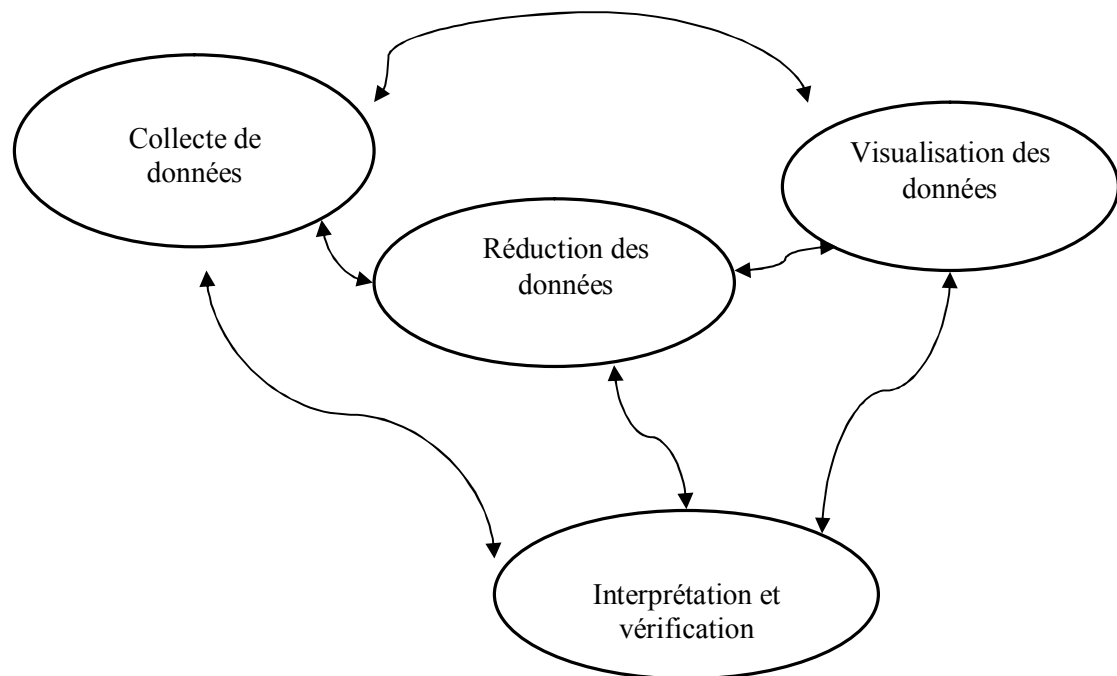 Collecte de
données
Visualisation des
données
Réduction des
données
Interprétation et
vérification